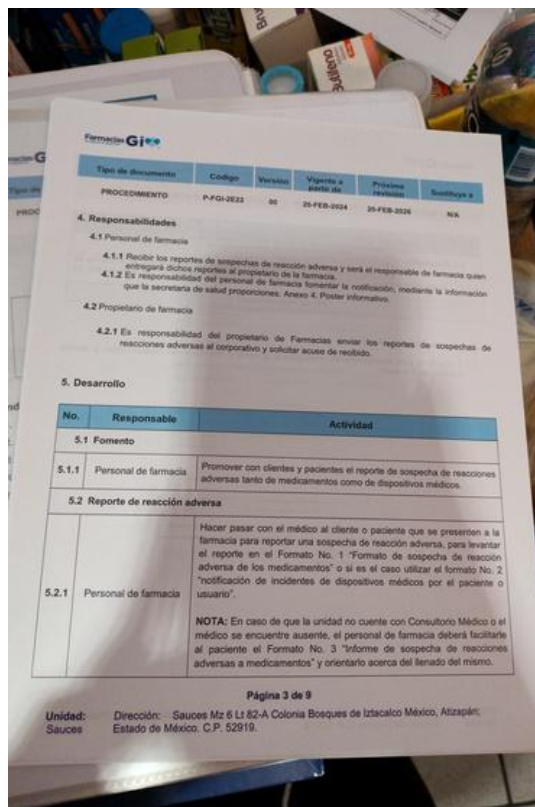 Butileno
Farmacias Gi
Tipo de documento Código Versión Vigente a partir de Próxima revisión Sustituye a
PROCEDIMIENTO P-FGI-2E22 00 20-FEB-2024 20-FEB-2026 N/A
4. Responsabilidades
4.1 Personal de farmacia
4.1.1 Recibir los reportes de sospechas de reacción adversa y será el responsable de farmacia quien
entregará dichos reportes al propietario de la farmacia.
4.1.2 Es responsabilidad del personal de farmacia fomentar la notificación, mediante la información
que la secretaria de salud proporciones. Anexo 4. Poster informativo.
4.2 Propietario de farmacia
4.2.1 Es responsabilidad del propietario de Farmacias enviar los reportes de sospechas de
reacciones adversas al corporativo y solicitar acuse de recibido.
5. Desarrollo
No. Responsable Actividad
5.1 Fomento
5.1.1 Personal de farmacia Promover con clientes y pacientes el reporte de sospecha de reacciones
adversas tanto de medicamentos como de dispositivos médicos.
5.2 Reporte de reacción adversa
Hacer pasar con el médico al cliente o paciente que se presenten a la
farmacia para reportar una sospecha de reacción adversa, para levantar
el reporte en el Formato No. 1 "Formato de sospecha de reacción
adversa de los medicamentos" o si es el caso utilizar el formato No. 2
"notificación de incidentes de dispositivos médicos por el paciente o
5.2.1 Personal de farmacia usuario".
NOTA: En caso de que la unidad no cuente con Consultorio Médico o el
médico se encuentre ausente, el personal de farmacia deberá facilitarle
al paciente el Formato No. 3 "Informe de sospecha de reacciones
adversas a medicamentos" y orientarlo acerca del llenado del mismo.
Página 3 de 9
Unidad: Dirección: Sauces Mz 6 Lt 82-A Colonia Bosques de Iztacalco México, Atizapán;
Sauces Estado de México. C.P. 52919.